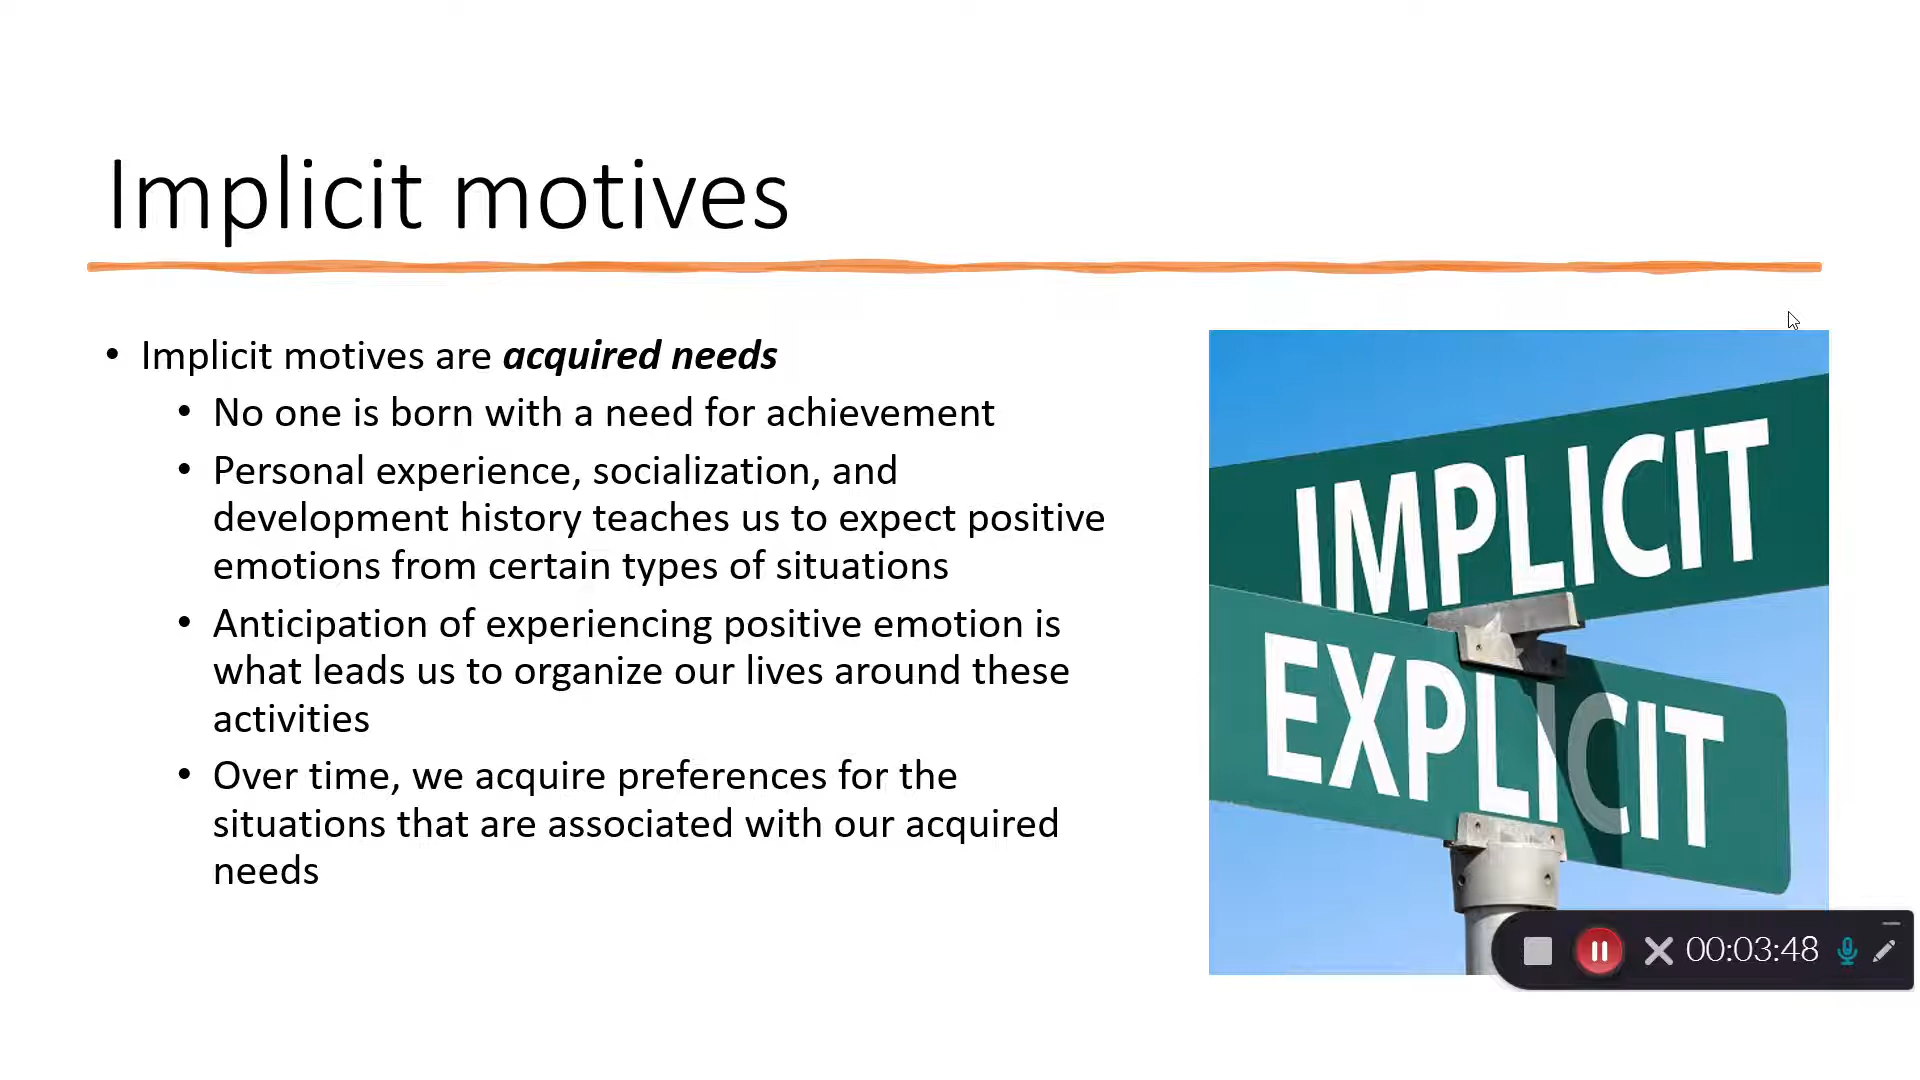 Implicit motives
• Implicit motives are acquired needs
• No one is born with a need for achievement
• Personal experience, socialization, and
development history teaches us to expect positive
emotions from certain types of situations
• Anticipation of experiencing positive emotion is
what leads us to organize our lives around these
activities
• Over time, we acquire preferences for the
situations that are associated with our acquired
needs
IMPLICIT
EXPLICIT
00:03:48